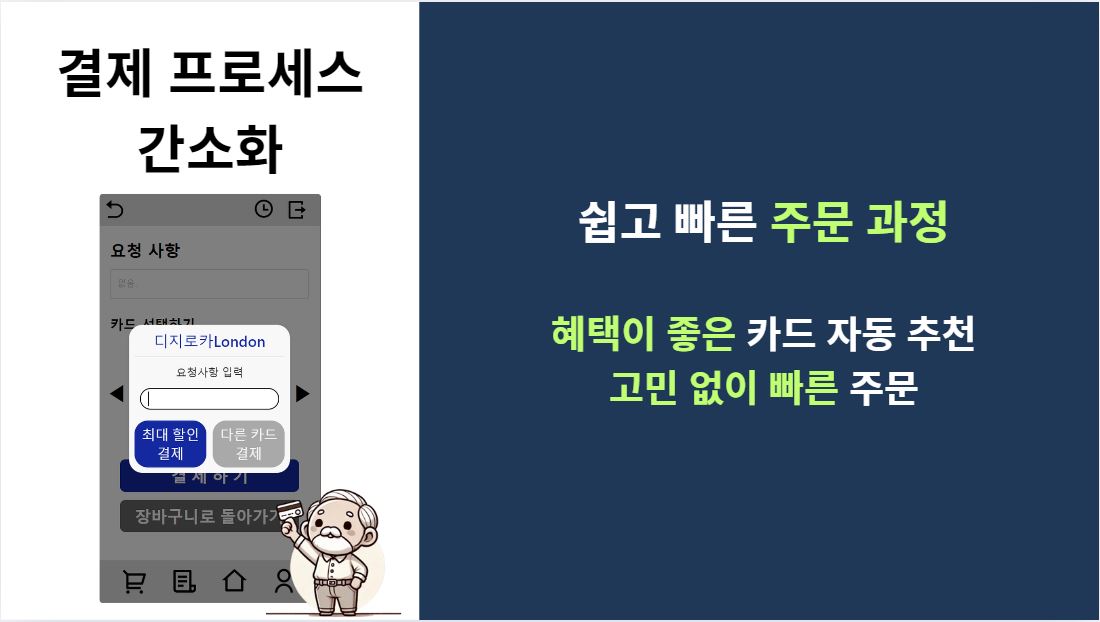 결제 프로세스
간소화
요청 사항
없음.
카드 선택하기
디지로카London
요청사항 입력
최대 할인
결제
다른 카드
결제
결 제 하 기
장바구니로 돌아가기
쉽고 빠른 주문 과정
혜택이 좋은 카드 자동 추천
고민 없이 빠른 주문